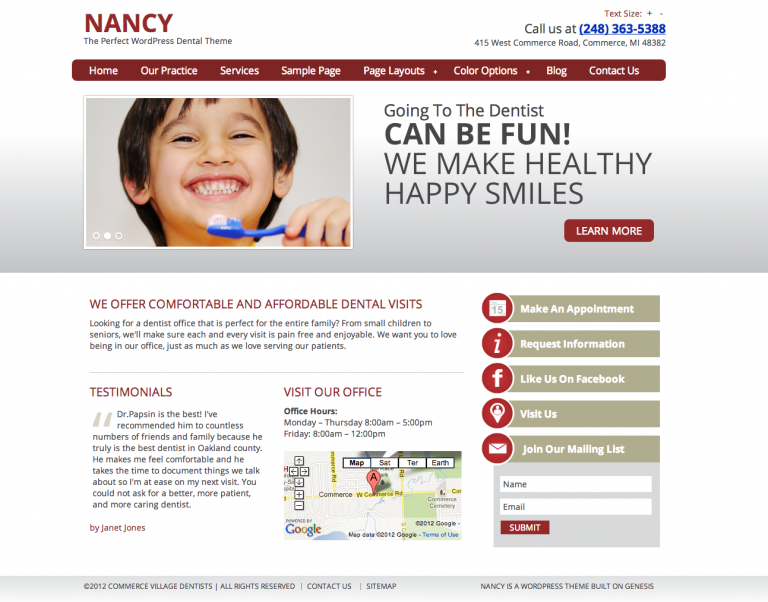 NANCY
The Perfect WordPress Dental Theme
Text Size: + -
Call us at (248) 363-5388
415 West Commerce Road, Commerce, MI 48382
Home Our Practice Services Sample Page Page Layouts Color Options Blog Contact Us
Going To The Dentist
CAN BE FUN!
WE MAKE HEALTHY
HAPPY SMILES
LEARN MORE
WE OFFER COMFORTABLE AND AFFORDABLE DENTAL VISITS
Looking for a dentist office that is perfect for the entire family? From small children to
seniors, we'll make sure each and every visit is pain free and enjoyable. We want you to love
being in our office, just as much as we love serving our patients.
TESTIMONIALS
“ Dr.Papsin is the best! I've
recommended him to countless
numbers of friends and family because he
truly is the best dentist in Oakland county.
He makes me feel comfortable and he
takes the time to document things we talk
about so I'm at ease on my next visit. You
could not ask for a better, more patient,
and more caring dentist.
by Janet Jones
VISIT OUR OFFICE
Office Hours:
Monday – Thursday 8:00am – 5:00pm
Friday: 8:00am – 12:00pm
Map Sat Ter Earth
A
Commerce
W Commerce Rd
Commerce
Cemetery
POWERED BY
Google
©2012 Google -
Map data ©2012 Google - Terms of Use
15
Make An Appointment
i
Request Information
f
Like Us On Facebook
Visit Us
Join Our Mailing List
Name
Email
SUBMIT
©2012 COMMERCE VILLAGE DENTISTS | ALL RIGHTS RESERVED | CONTACT US | SITEMAP
NANCY IS A WORDPRESS THEME BUILT ON GENESIS